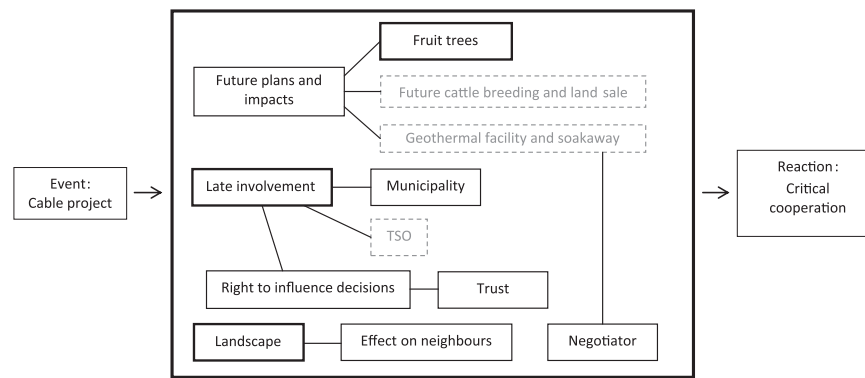 Fruit trees
Future plans and
impacts
Future cattle breeding and land sale
Geothermal facility and soakaway
Event:
Cable project
Late involvement
Municipality
Reaction:
Critical
cooperation
TSO
Right to influence decisions
Trust
Landscape
Effect on neighbours
Negotiator